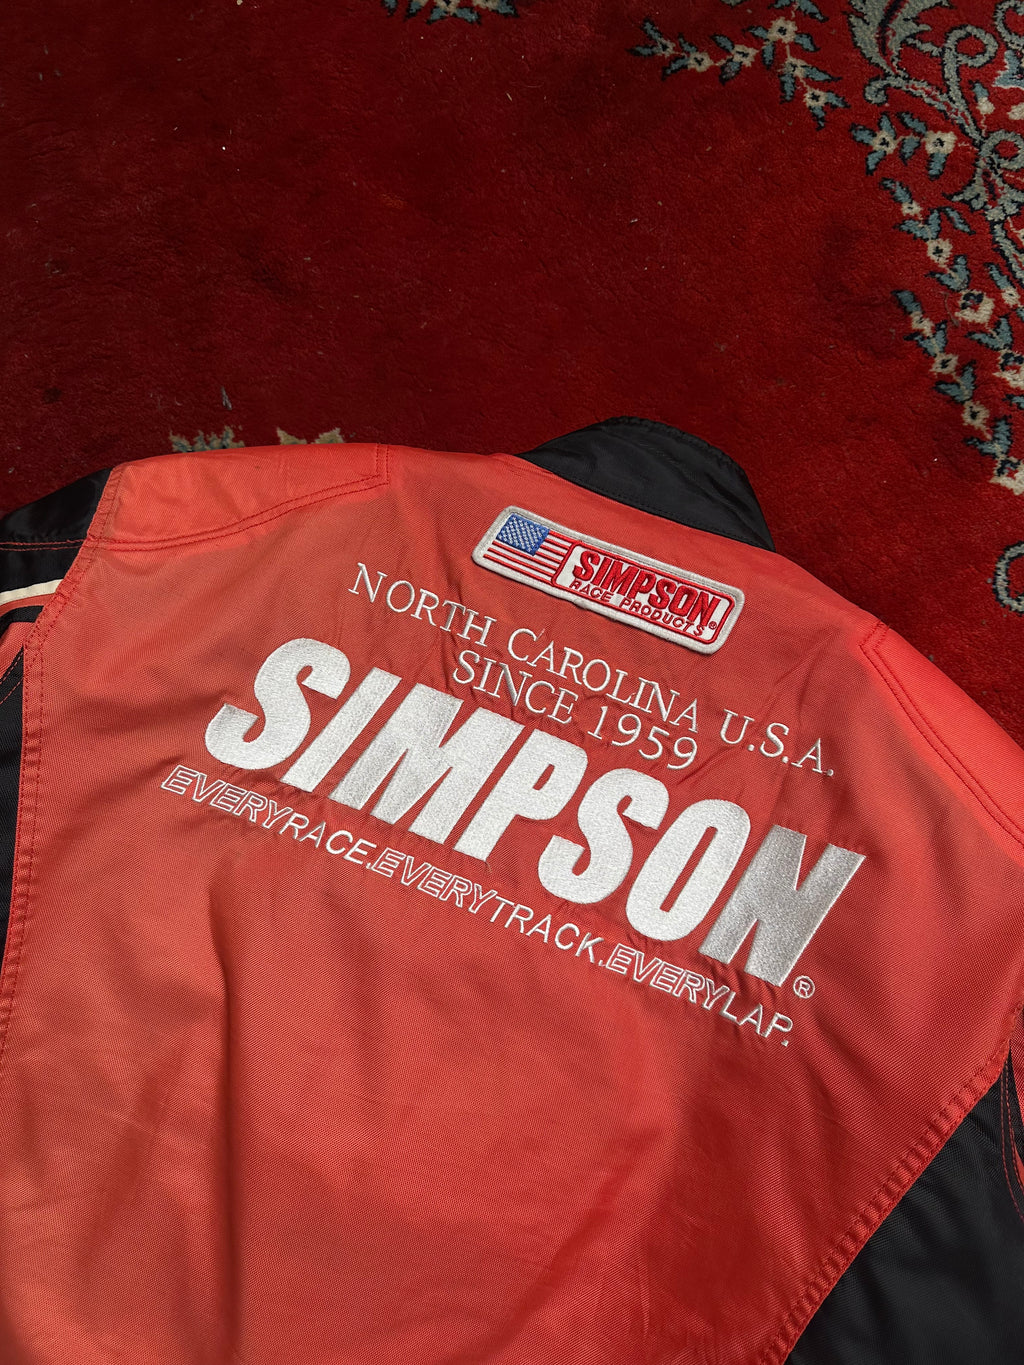 SIMPSON®
RACE PRODUCTS
NORTH CAROLINA U.S.A.
SINCE 1959
SIMPSON®
EVERYRACE.EVERYTRACK.EVERYLAP.